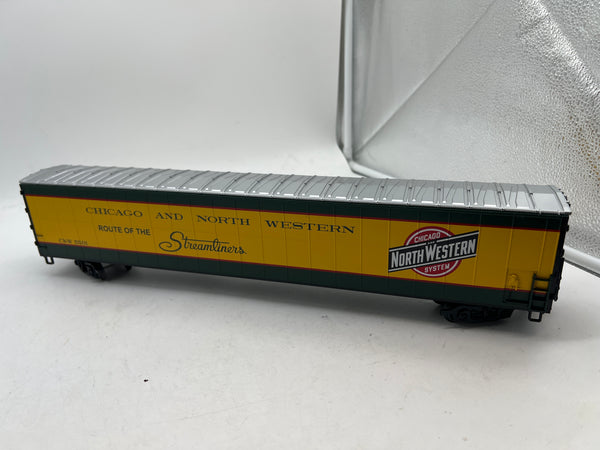 CHICAGO AND NORTH WESTERN
ROUTE OF THE Streamliners
CHICAGO
NORTH WESTERN
SYSTEM